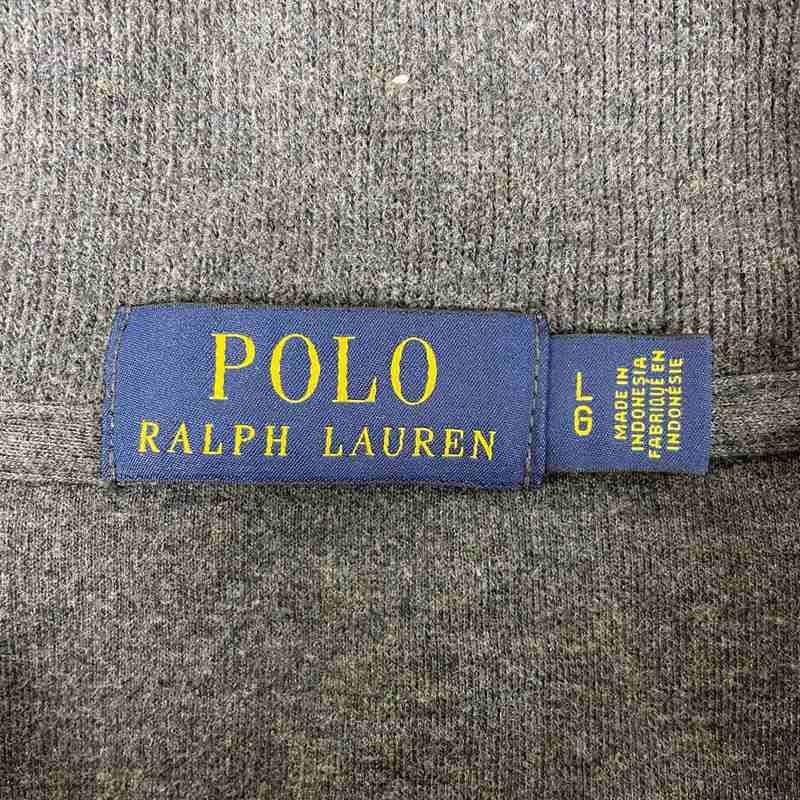 POLO
RALPH LAUREN
L
G
MADE IN
INDONESIA
FABRIQUÉ EN
INDONÉSIE